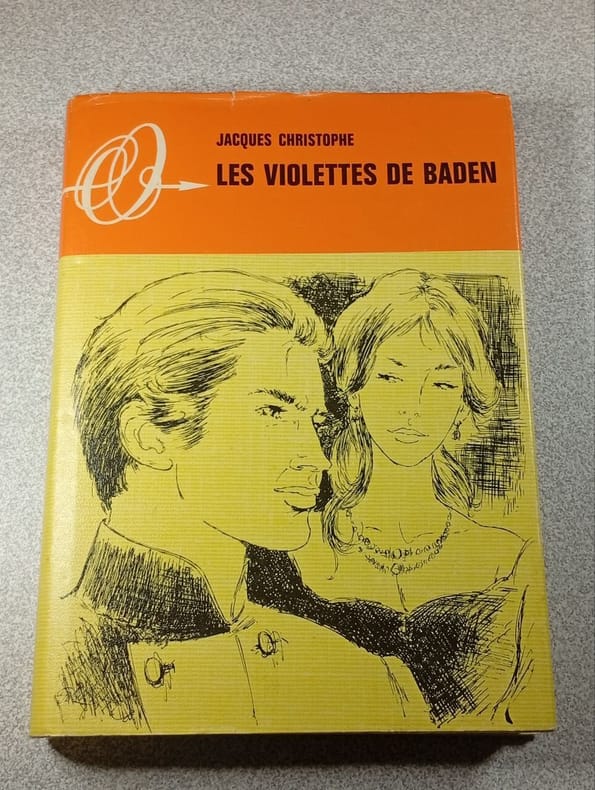 JACQUES CHRISTOPHE
LES VIOLETTES DE BADEN